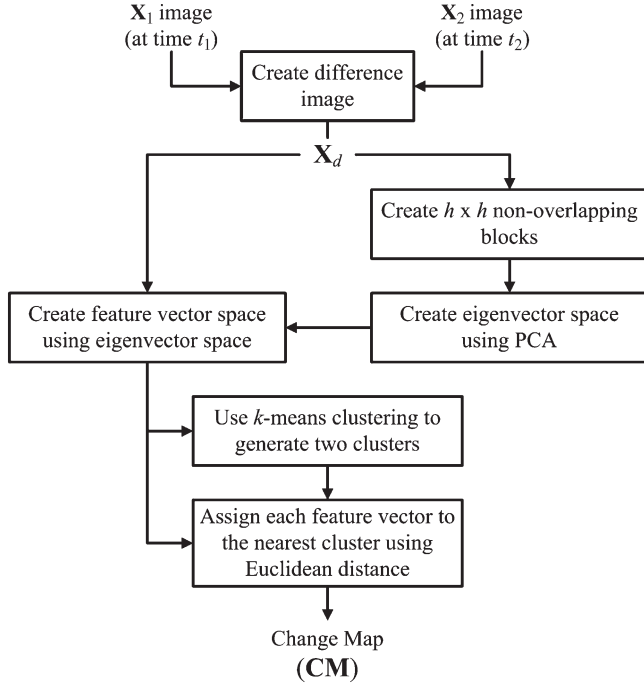 X₁ image
(at time t₁)
X₂ image
(at time t₂)
Create difference
image
X_d
Create h x h non-overlapping
blocks
Create feature vector space
using eigenvector space
Create eigenvector space
using PCA
Use k-means clustering to
generate two clusters
Assign each feature vector to
the nearest cluster using
Euclidean distance
Change Map
(CM)